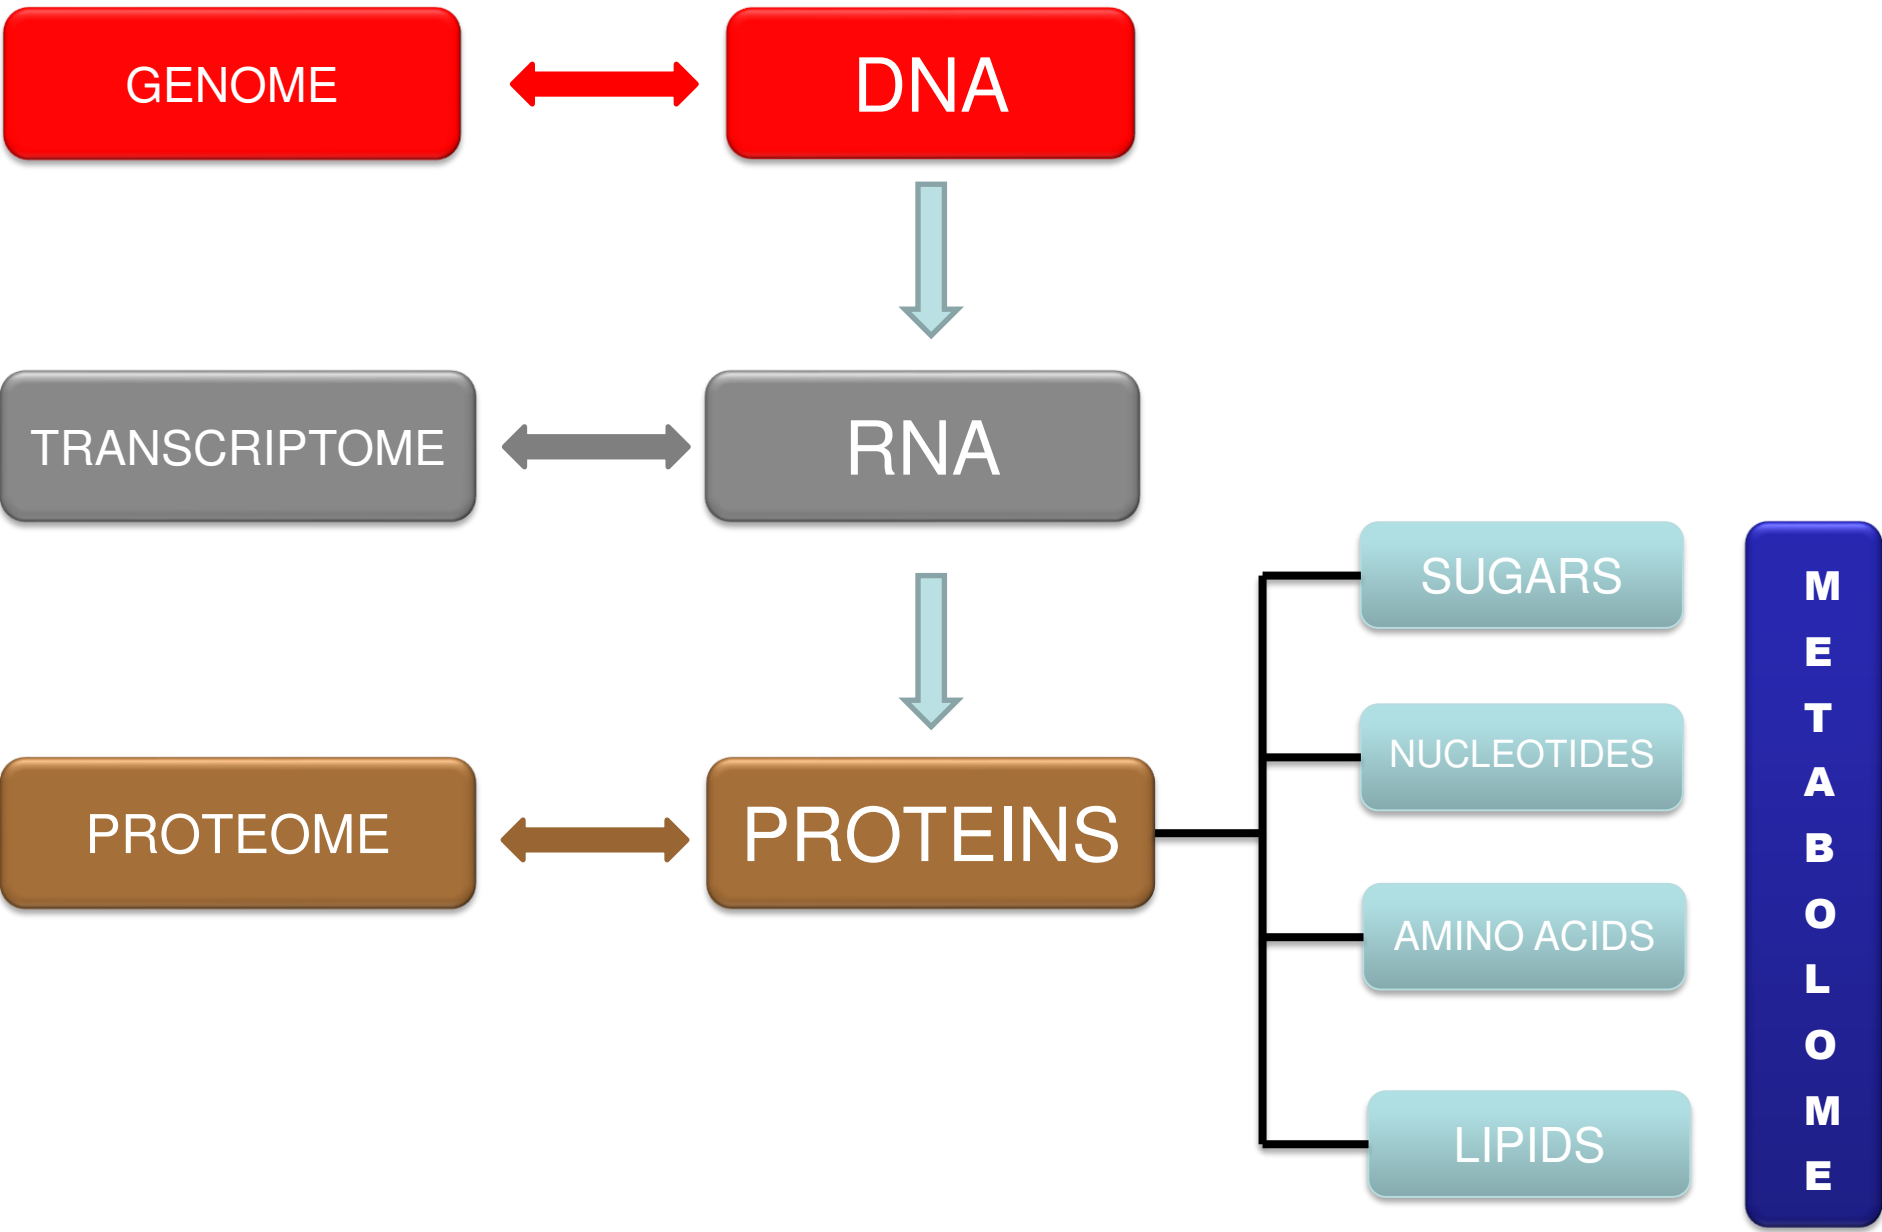 GENOME
DNA
TRANSCRIPTOME
RNA
PROTEOME
PROTEINS
SUGARS
NUCLEOTIDES
AMINO ACIDS
LIPIDS
M
E
T
A
B
O
L
O
M
E